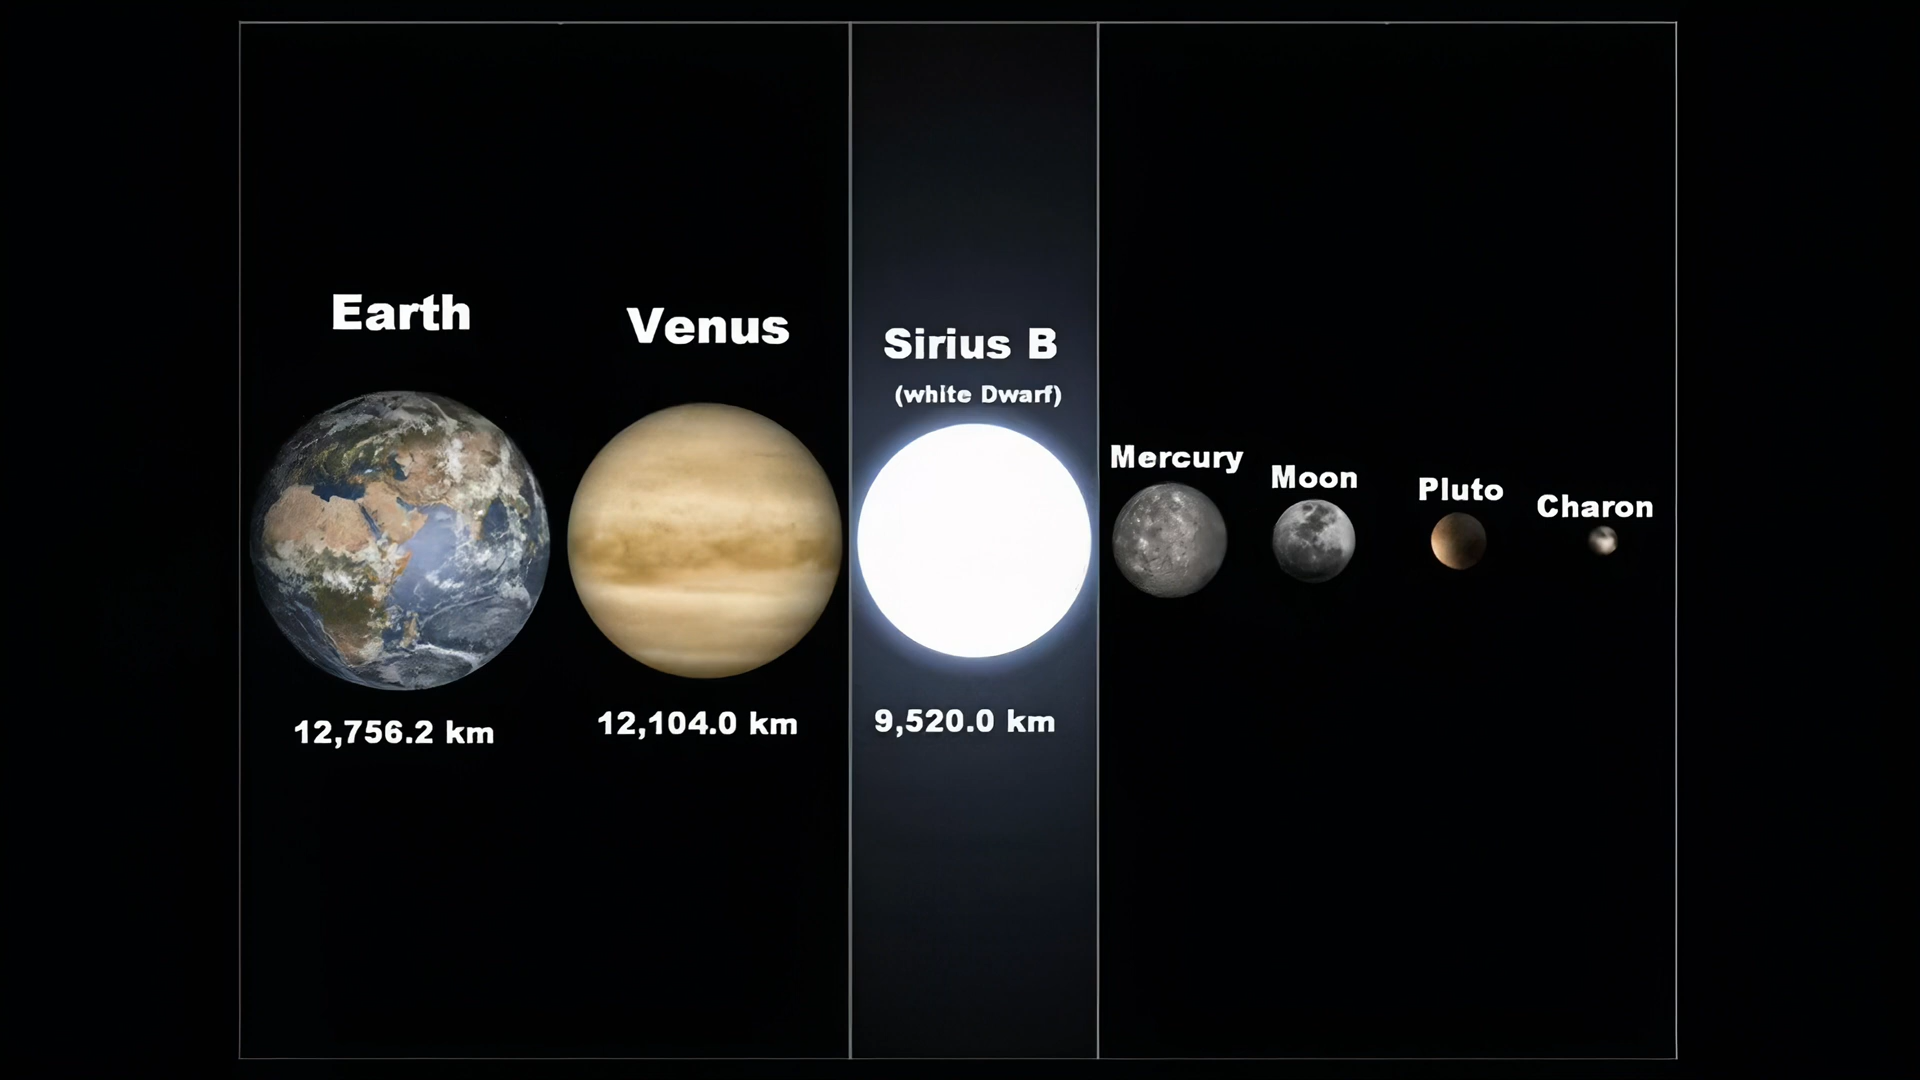 Earth
Venus
Sirius B
(white Dwarf)
Mercury
Moon
Pluto
Charon
12,756.2 km
12,104.0 km
9,520.0 km